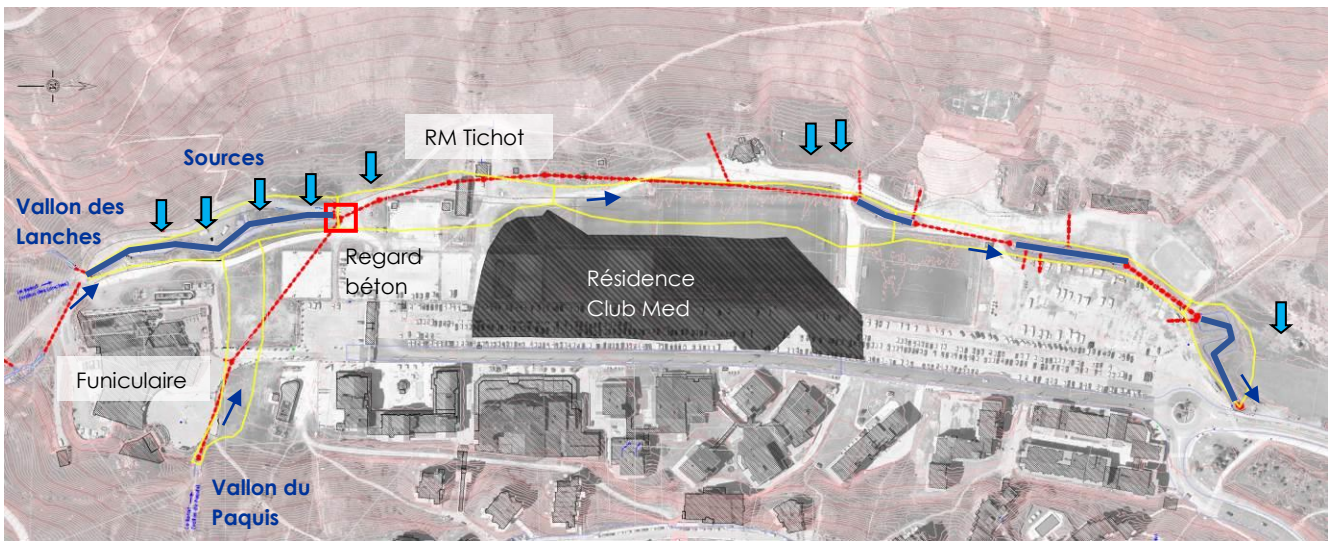 RM Tichot
Sources
Vallon des
Lanches
Regard
béton
Résidence
Club Med
Funiculaire
Vallon du
Paquis